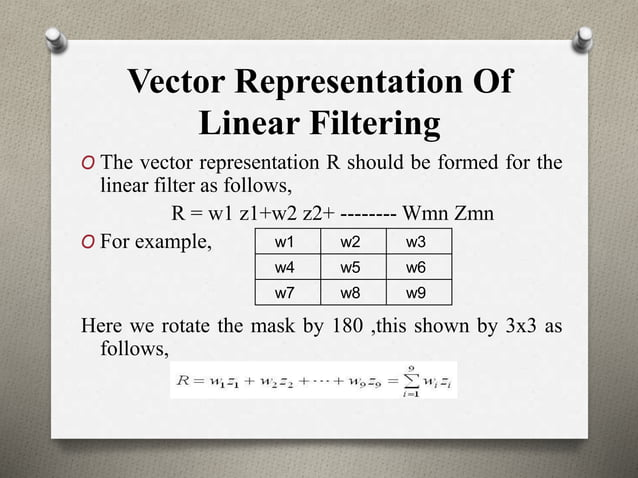 Vector Representation Of
Linear Filtering
O The vector representation R should be formed for the
linear filter as follows,
R = w1 z1+w2 z2+ -------- Wmn Zmn
O For example,
w1 w2 w3
w4 w5 w6
w7 w8 w9
Here we rotate the mask by 180 ,this shown by 3x3 as
follows,
R = w₁z₁ + w₂z₂ + ⋯ + w₉z₉ = ∑_{i=1}^{9} wᵢzᵢ